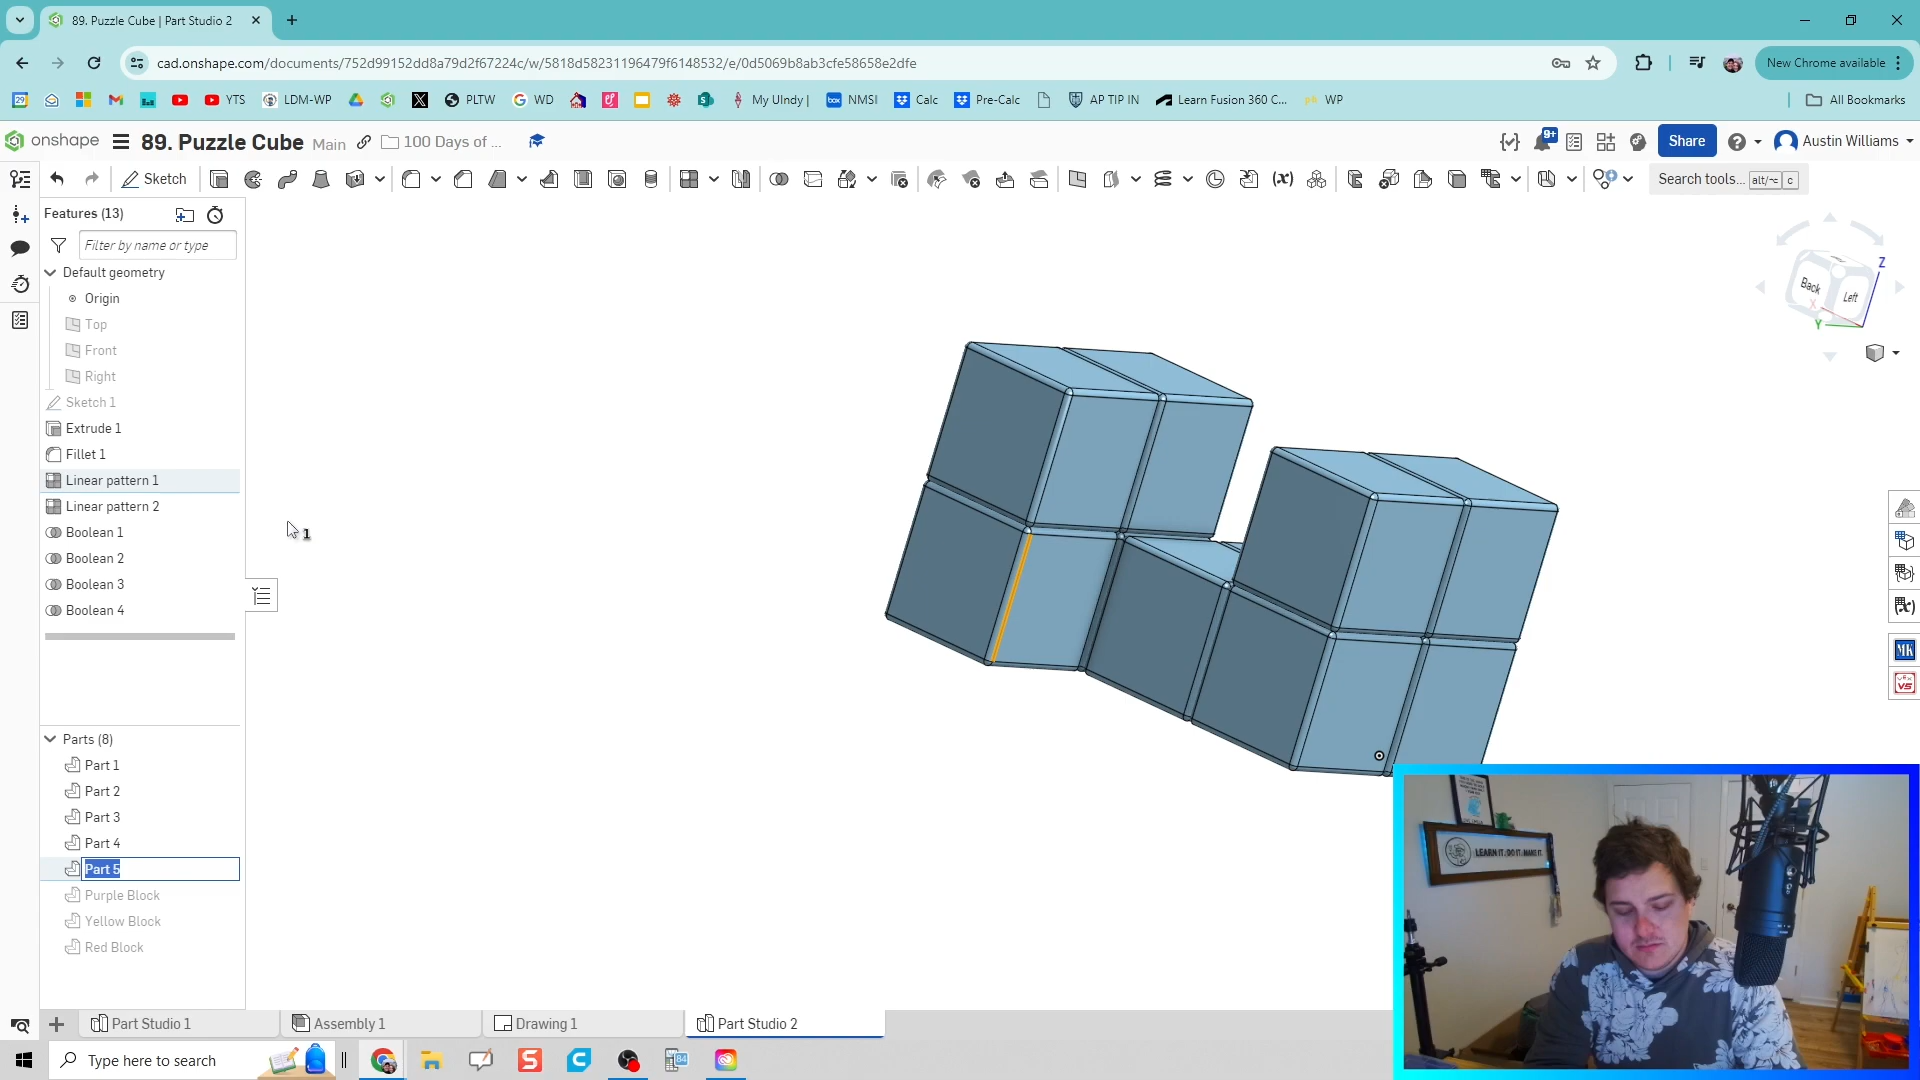 89. Puzzle Cube | Part Studio 2
cad.onshape.com/documents/752d99152dd8a79d2f67224c/w/5818d58231196479f6148532/e/0d5069b8ab3cfe58658e2dfe
New Chrome available
YTS
LDM-WP
PLTW
WD
My UIndy |
NMSI
Calc
Pre-Calc
AP TIP IN
Learn Fusion 360 C...
WP
All Bookmarks
onshape
89. Puzzle Cube
Main
100 Days of ...
9+
Share
Austin Williams
Sketch
Search tools...
alt/⌥
c
Features (13)
Filter by name or type
Default geometry
Origin
Top
Front
Right
Sketch 1
Extrude 1
Fillet 1
Linear pattern 1
Linear pattern 2
Boolean 1
Boolean 2
Boolean 3
Boolean 4
Parts (8)
Part 1
Part 2
Part 3
Part 4
Part 5
Purple Block
Yellow Block
Red Block
1
Back
Left
Z
X
Y
MK
VEX
V5
LEARN IT. DO IT. MAKE IT.
Part Studio 1
Assembly 1
Drawing 1
Part Studio 2
Type here to search